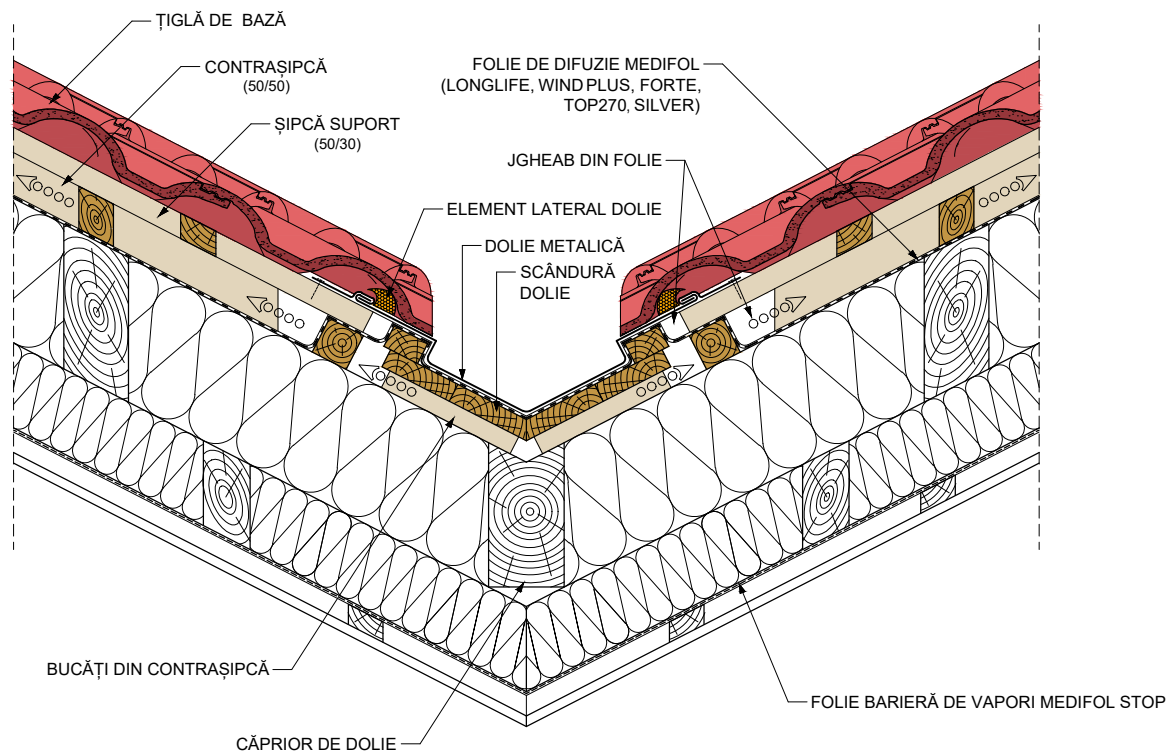 ȚIGLĂ DE BAZĂ
CONTRAȘIPCĂ
(50/50)
ȘIPCĂ SUPORT
(50/30)
ELEMENT LATERAL DOLIE
DOLIE METALICĂ
SCÂNDURĂ
DOLIE
FOLIE DE DIFUZIE MEDIFOL
(LONGLIFE, WIND PLUS, FORTE,
TOP270, SILVER)
JGHEAB DIN FOLIE
BUCĂȚI DIN CONTRAȘIPCĂ
CĂPRIOR DE DOLIE
FOLIE BARIERĂ DE VAPORI MEDIFOL STOP